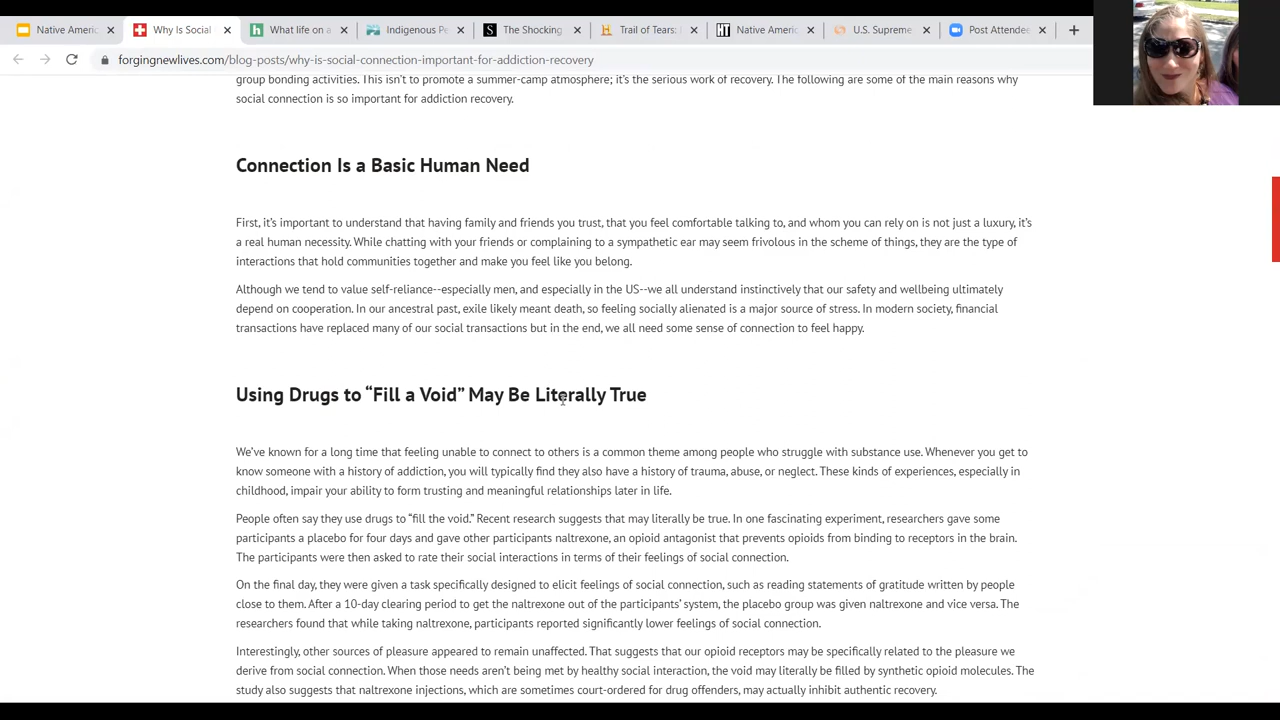 Native Americ
Why Is Social
What life on a
Indigenous Pe
The Shocking
Trail of Tears:
Native Americ
U.S. Supreme
Post Attendee
forgingnewlives.com/blog-posts/why-is-social-connection-important-for-addiction-recovery
group bonding activities. This isn't to promote a summer-camp atmosphere; it's the serious work of recovery. The following are some of the main reasons why
social connection is so important for addiction recovery.
Connection Is a Basic Human Need
First, it's important to understand that having family and friends you trust, that you feel comfortable talking to, and whom you can rely on is not just a luxury, it's
a real human necessity. While chatting with your friends or complaining to a sympathetic ear may seem frivolous in the scheme of things, they are the type of
interactions that hold communities together and make you feel like you belong.
Although we tend to value self-reliance--especially men, and especially in the US--we all understand instinctively that our safety and wellbeing ultimately
depend on cooperation. In our ancestral past, exile likely meant death, so feeling socially alienated is a major source of stress. In modern society, financial
transactions have replaced many of our social transactions but in the end, we all need some sense of connection to feel happy.
Using Drugs to “Fill a Void” May Be Literally True
We've known for a long time that feeling unable to connect to others is a common theme among people who struggle with substance use. Whenever you get to
know someone with a history of addiction, you will typically find they also have a history of trauma, abuse, or neglect. These kinds of experiences, especially in
childhood, impair your ability to form trusting and meaningful relationships later in life.
People often say they use drugs to “fill the void.” Recent research suggests that may literally be true. In one fascinating experiment, researchers gave some
participants a placebo for four days and gave other participants naltrexone, an opioid antagonist that prevents opioids from binding to receptors in the brain.
The participants were then asked to rate their social interactions in terms of their feelings of social connection.
On the final day, they were given a task specifically designed to elicit feelings of social connection, such as reading statements of gratitude written by people
close to them. After a 10-day clearing period to get the naltrexone out of the participants' system, the placebo group was given naltrexone and vice versa. The
researchers found that while taking naltrexone, participants reported significantly lower feelings of social connection.
Interestingly, other sources of pleasure appeared to remain unaffected. That suggests that our opioid receptors may be specifically related to the pleasure we
derive from social connection. When those needs aren't being met by healthy social interaction, the void may literally be filled by synthetic opioid molecules. The
study also suggests that naltrexone injections, which are sometimes court-ordered for drug offenders, may actually inhibit authentic recovery.